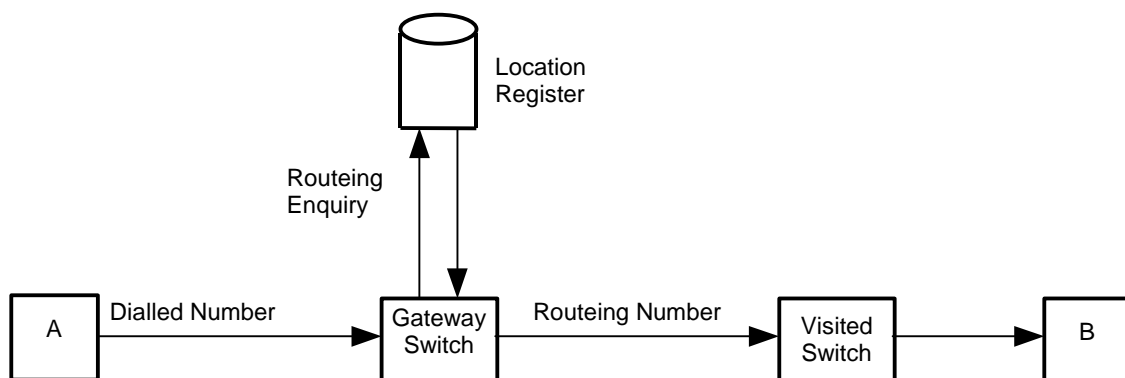 Location
Register
Routeing
Enquiry
A
Dialled Number
Gateway
Switch
Routeing Number
Visited
Switch
B